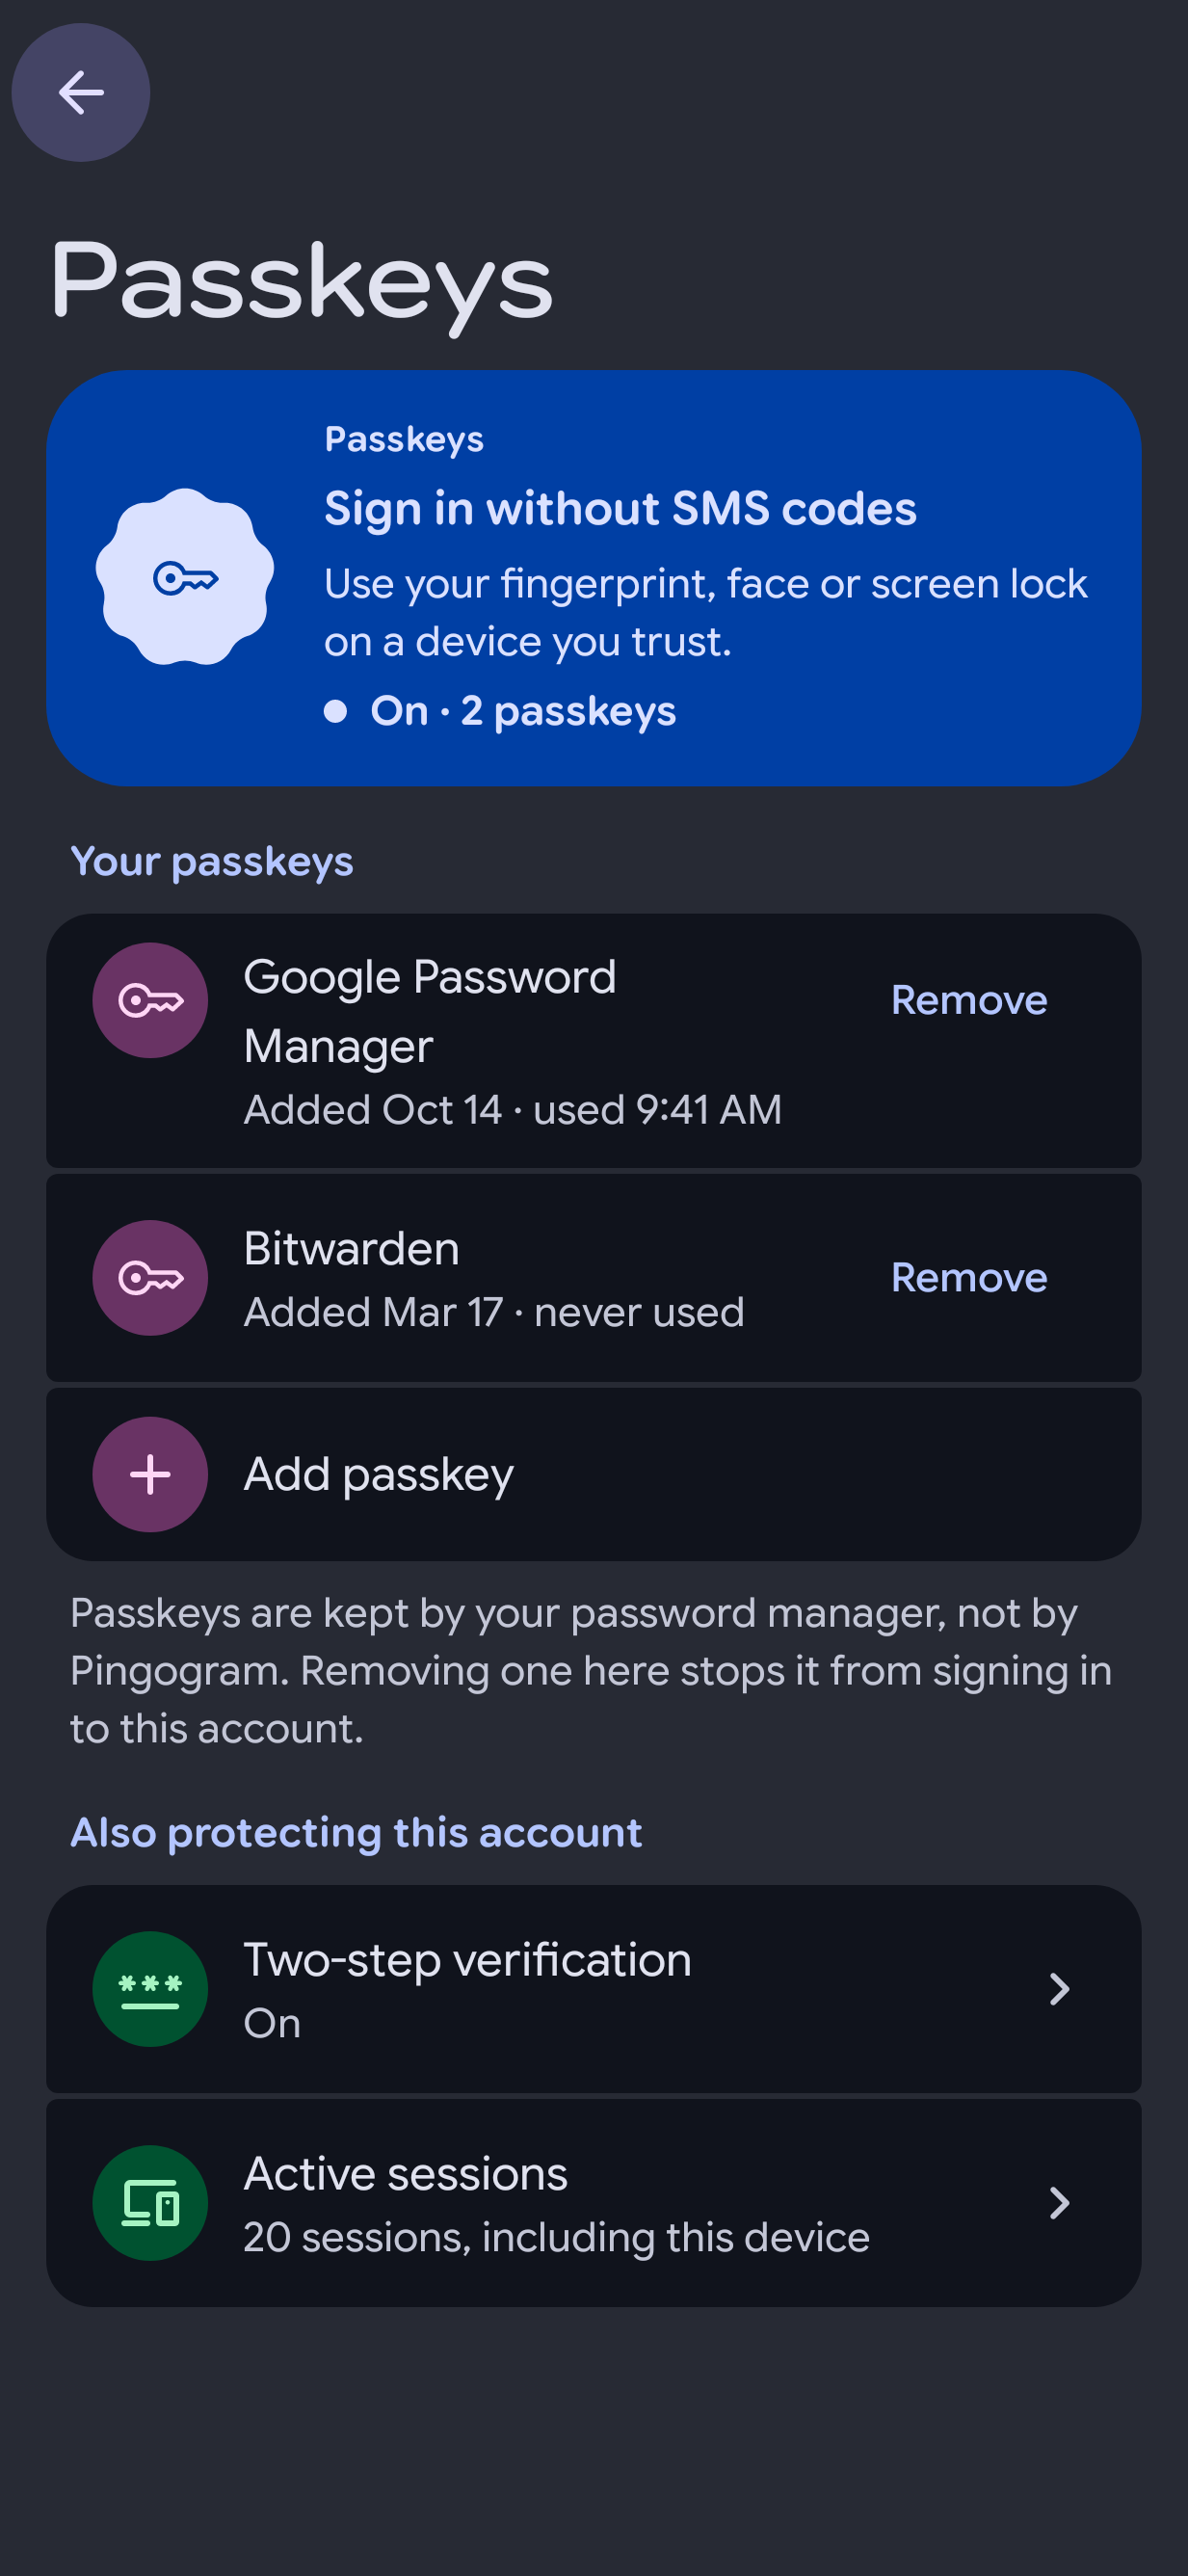 Passkeys
Passkeys
Sign in without SMS codes
Use your fingerprint, face or screen lock
on a device you trust.
On · 2 passkeys
Your passkeys
Google Password
Manager
Added Oct 14 · used 9:41 AM
Remove
Bitwarden
Added Mar 17 · never used
Remove
Add passkey
Passkeys are kept by your password manager, not by
Pingogram. Removing one here stops it from signing in
to this account.
Also protecting this account
Two-step verification
On
Active sessions
20 sessions, including this device